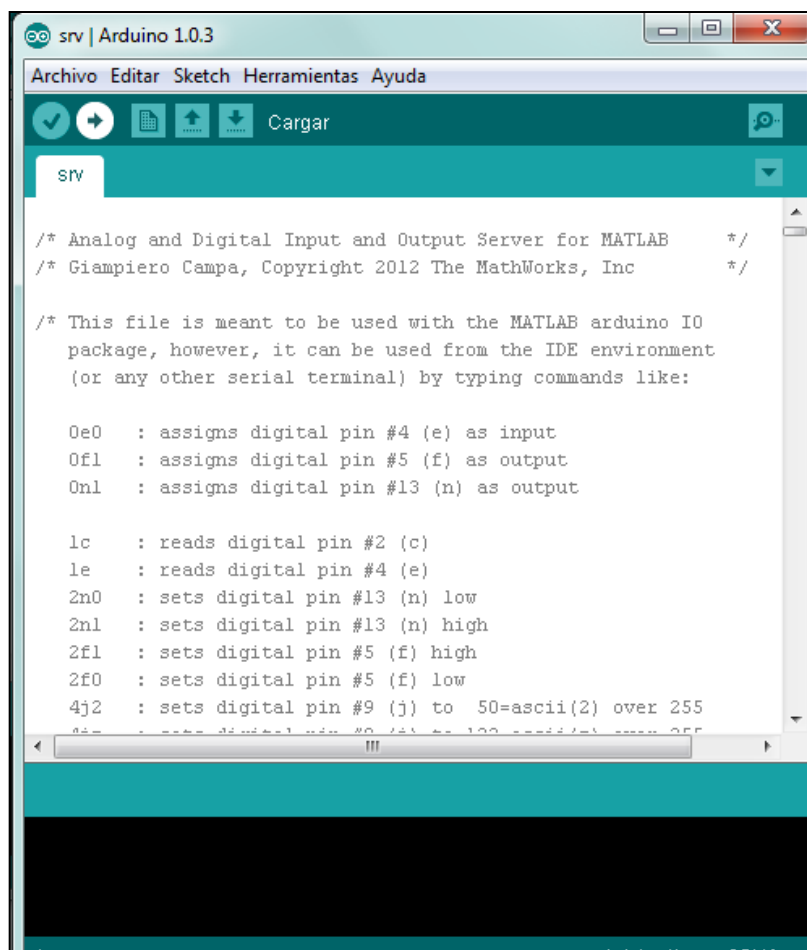 srv | Arduino 1.0.3
Archivo Editar Sketch Herramientas Ayuda
Cargar
srv
/* Analog and Digital Input and Output Server for MATLAB */
/* Giampiero Campa, Copyright 2012 The MathWorks, Inc */
/* This file is meant to be used with the MATLAB arduino IO
package, however, it can be used from the IDE environment
(or any other serial terminal) by typing commands like:
0e0 : assigns digital pin #4 (e) as input
0f1 : assigns digital pin #5 (f) as output
0n1 : assigns digital pin #13 (n) as output
1c : reads digital pin #2 (c)
1e : reads digital pin #4 (e)
2n0 : sets digital pin #13 (n) low
2n1 : sets digital pin #13 (n) high
2f1 : sets digital pin #5 (f) high
2f0 : sets digital pin #5 (f) low
4j2 : sets digital pin #9 (j) to 50=ascii(2) over 255